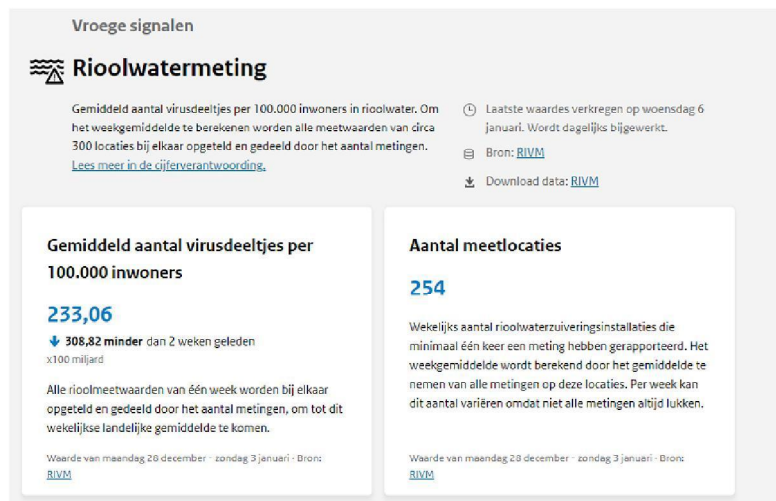 Vroege signalen
Rioolwatermeting
Gemiddeld aantal virusdeeltjes per 100.000 inwoners in rioolwater. Om
het weekgemiddelde te berekenen worden alle meetwaarden van circa
300 locaties bij elkaar opgeteld en gedeeld door het aantal metingen.
Lees meer in de cijferverantwoording.
Laatste waardes verkregen op woensdag 6
januari. Wordt dagelijks bijgewerkt.
Bron: RIVM
Download data: RIVM
Gemiddeld aantal virusdeeltjes per
100.000 inwoners
233,06
308,82 minder dan 2 weken geleden
x100 miljard
Alle rioolmeetwaarden van één week worden bij elkaar
opgeteld en gedeeld door het aantal metingen, om tot dit
wekelijkse landelijke gemiddelde te komen.
Waarde van maandag 28 december - zondag 3 januari · Bron:
RIVM
Aantal meetlocaties
254
Wekelijks aantal rioolwaterzuiveringsinstallaties die
minimaal één keer een meting hebben gerapporteerd. Het
weekgemiddelde wordt berekend door het gemiddelde te
nemen van alle metingen op deze locaties. Per week kan
dit aantal variëren omdat niet alle metingen altijd lukken.
Waarde van maandag 28 december - zondag 3 januari · Bron:
RIVM